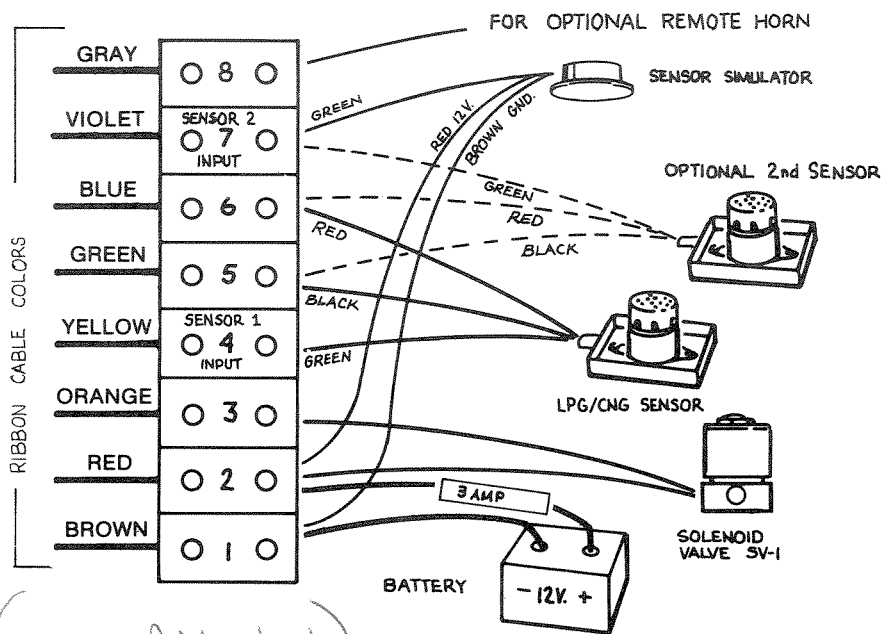 FOR OPTIONAL REMOTE HORN
GRAY
8
SENSOR SIMULATOR
GREEN
VIOLET
SENSOR 2
7
INPUT
RED 12V.
BROWN GND.
OPTIONAL 2nd SENSOR
BLUE
6
GREEN
RED
RED
BLACK
GREEN
5
BLACK
YELLOW
SENSOR 1
4
INPUT
GREEN
LPG/CNG SENSOR
ORANGE
3
RED
2
3 AMP
SOLENOID
VALVE SV-1
BROWN
1
BATTERY
- 12V. +
RIBBON CABLE COLORS